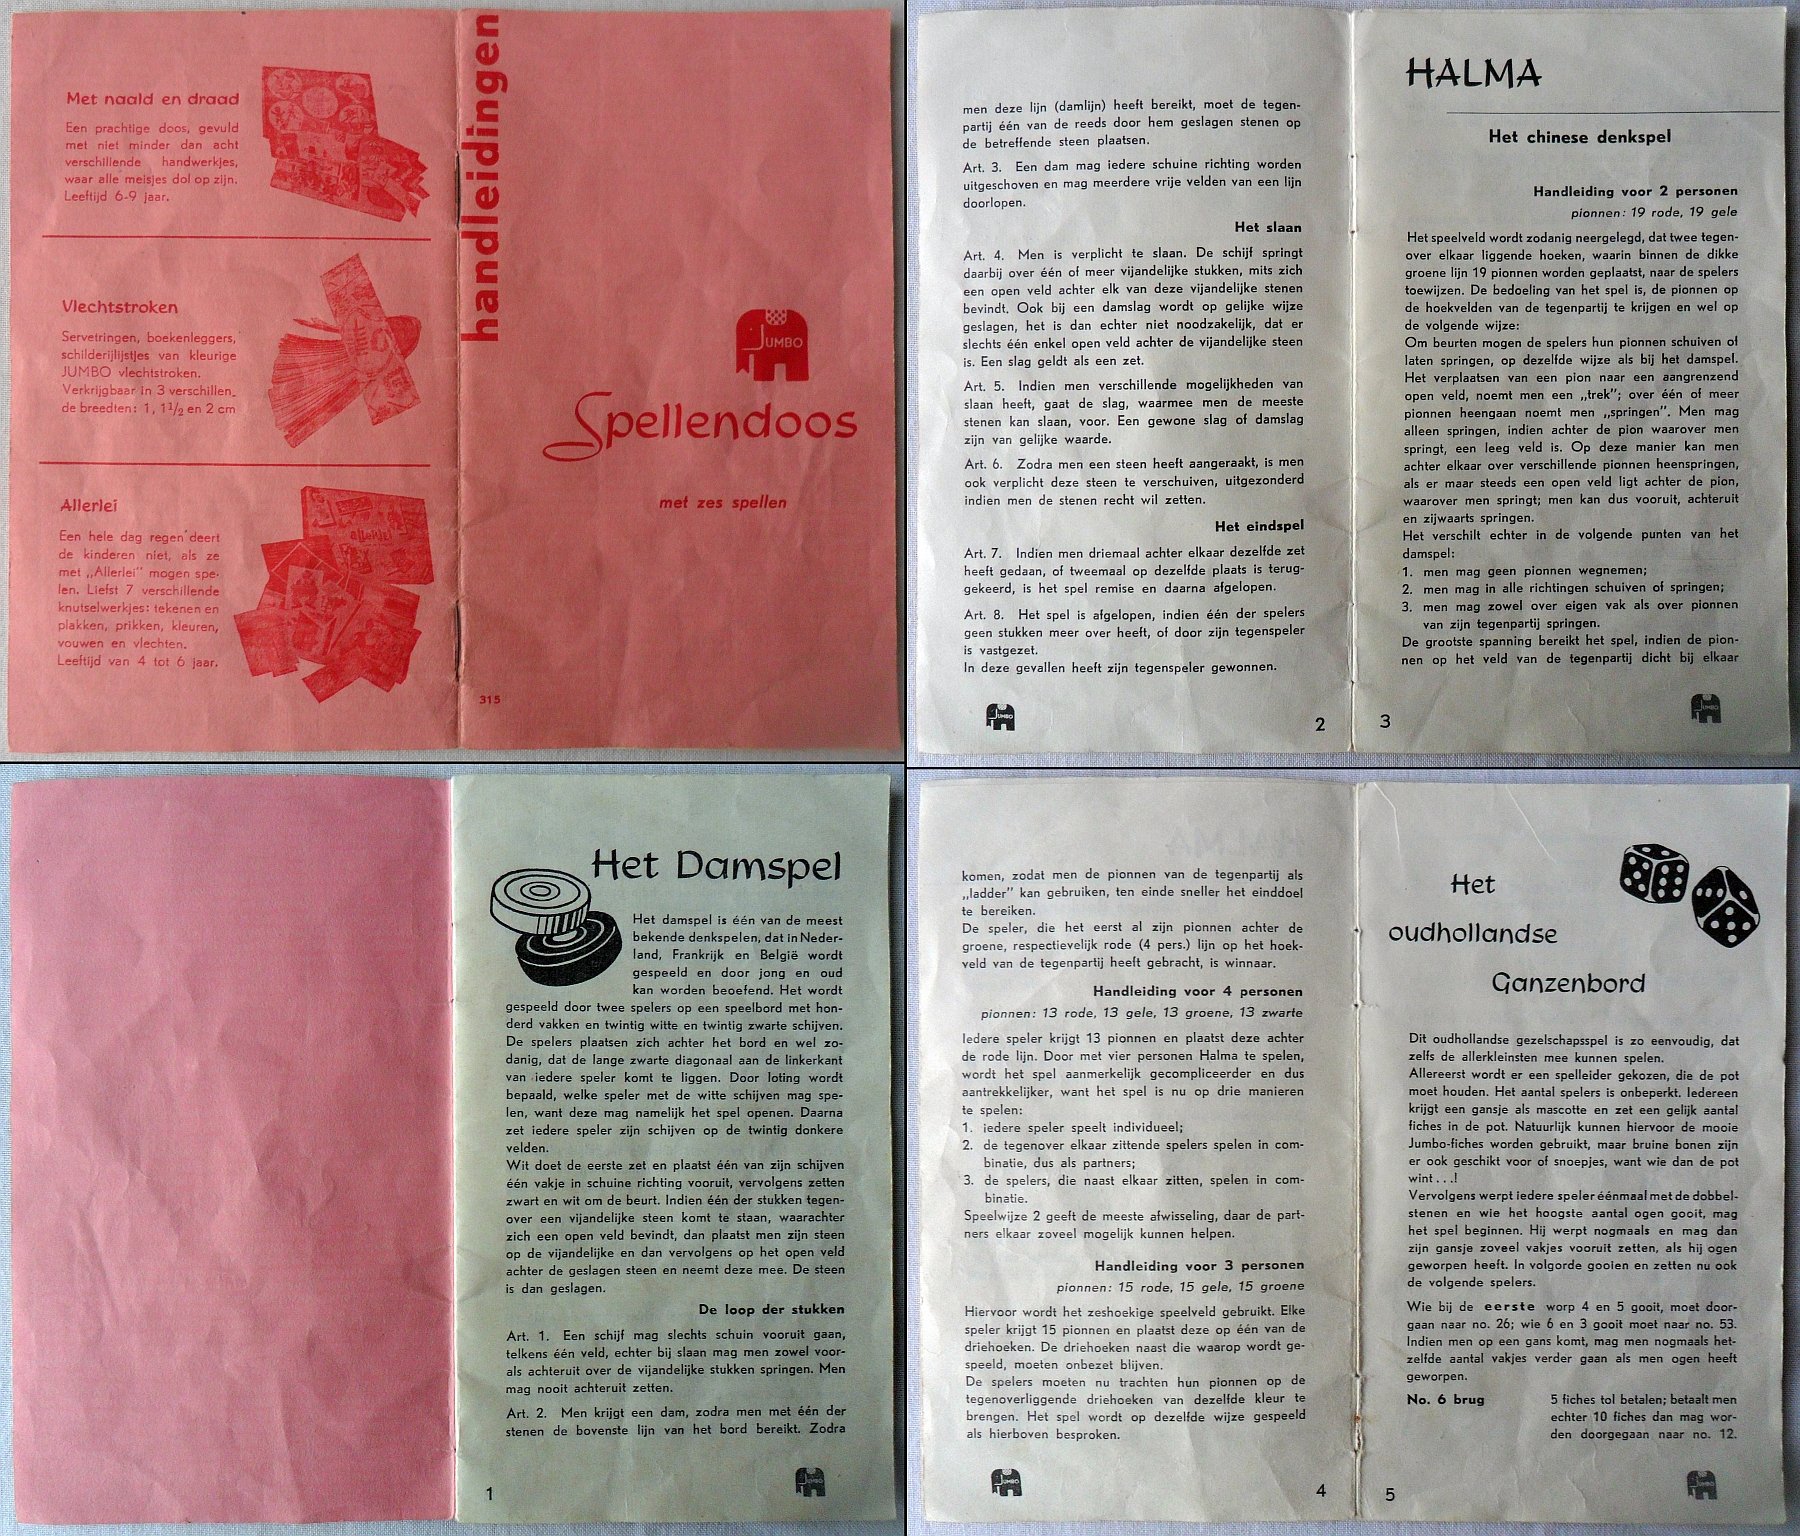 Met naald en draad
Een prachtige doos, gevuld
met niet minder dan acht
verschillende handwerkjes,
waar alle meisjes dol op zijn.
Leeftijd 6-9 jaar.
Vlechtstroken
Servetringen, boekenleggers,
schilderijlijstjes van kleurige
JUMBO vlechtstroken.
Verkrijgbaar in 3 verschillen.
de breedten: 1, 1 1/2 en 2 cm
Allerlei
Een hele dag regen deert
de kinderen niet, als ze
met „Allerlei" mogen spe-
len. Liefst 7 verschillende
knutselwerkjes: tekenen en
plakken, prikken, kleuren,
vouwen en vlechten.
Leeftijd van 4 tot 6 jaar.
allerlei
handleidingen
JUMBO
Spellendoos
met zes spellen
315
men deze lijn (damlijn) heeft bereikt, moet de tegen-
partij één van de reeds door hem geslagen stenen op
de betreffende steen plaatsen.
Art. 3. Een dam mag iedere schuine richting worden
uitgeschoven en mag meerdere vrije velden van een lijn
doorlopen.
Het slaan
Art. 4. Men is verplicht te slaan. De schijf springt
daarbij over één of meer vijandelijke stukken, mits zich
een open veld achter elk van deze vijandelijke stenen
bevindt. Ook bij een damslag wordt op gelijke wijze
geslagen, het is dan echter niet noodzakelijk, dat er
slechts één enkel open veld achter de vijandelijke steen
is. Een slag geldt als een zet.
Art. 5. Indien men verschillende mogelijkheden van
slaan heeft, gaat de slag, waarmee men de meeste
stenen kan slaan, voor. Een gewone slag of damslag
zijn van gelijke waarde.
Art. 6. Zodra men een steen heeft aangeraakt, is men
ook verplicht deze steen te verschuiven, uitgezonderd
indien men de stenen recht wil zetten.
Het eindspel
Art. 7. Indien men driemaal achter elkaar dezelfde zet
heeft gedaan, of tweemaal op dezelfde plaats is terug-
gekeerd, is het spel remise en daarna afgelopen.
Art. 8. Het spel is afgelopen, indien één der spelers
geen stukken meer over heeft, of door zijn tegenspeler
is vastgezet.
In deze gevallen heeft zijn tegenspeler gewonnen.
JUMBO
2
HALMA
Het chinese denkspel
Handleiding voor 2 personen
pionnen: 19 rode, 19 gele
Het speelveld wordt zodanig neergelegd, dat twee tegen-
over elkaar liggende hoeken, waarin binnen de dikke
groene lijn 19 pionnen worden geplaatst, naar de spelers
toewijzen. De bedoeling van het spel is, de pionnen op
de hoekvelden van de tegenpartij te krijgen en wel op
de volgende wijze:
Om beurten mogen de spelers hun pionnen schuiven of
laten springen, op dezelfde wijze als bij het damspel.
Het verplaatsen van een pion naar een aangrenzend
open veld, noemt men een „trek"; over één of meer
pionnen heengaan noemt men „springen". Men mag
alleen springen, indien achter de pion waarover men
springt, een leeg veld is. Op deze manier kan men
achter elkaar over verschillende pionnen heenspringen,
als er maar steeds een open veld ligt achter de pion,
waarover men springt; men kan dus vooruit, achteruit
en zijwaarts springen.
Het verschilt echter in de volgende punten van het
damspel:
1. men mag geen pionnen wegnemen;
2. men mag in alle richtingen schuiven of springen;
3. men mag zowel over eigen vak als over pionnen
van zijn tegenpartij springen.
De grootste spanning bereikt het spel, indien de pion-
nen op het veld van de tegenpartij dicht bij elkaar
3
JUMBO
Het Damspel
Het damspel is één van de meest
bekende denkspelen, dat in Neder-
land, Frankrijk en België wordt
gespeeld en door jong en oud
kan worden beoefend. Het wordt
gespeeld door twee spelers op een speelbord met hon-
derd vakken en twintig witte en twintig zwarte schijven.
De spelers plaatsen zich achter het bord en wel zo-
danig, dat de lange zwarte diagonaal aan de linkerkant
van iedere speler komt te liggen. Door loting wordt
bepaald, welke speler met de witte schijven mag spe-
len, want deze mag namelijk het spel openen. Daarna
zet iedere speler zijn schijven op de twintig donkere
velden.
Wit doet de eerste zet en plaatst één van zijn schijven
één vakje in schuine richting vooruit, vervolgens zetten
zwart en wit om de beurt. Indien één der stukken tegen-
over een vijandelijke steen komt te staan, waarachter
zich een open veld bevindt, dan plaatst men zijn steen
op de vijandelijke en dan vervolgens op het open veld
achter de geslagen steen en neemt deze mee. De steen
is dan geslagen.
De loop der stukken
Art. 1. Een schijf mag slechts schuin vooruit gaan,
telkens één veld, echter bij slaan mag men zowel voor-
als achteruit over de vijandelijke stukken springen. Men
mag nooit achteruit zetten.
Art. 2. Men krijgt een dam, zodra men met één der
stenen de bovenste lijn van het bord bereikt. Zodra
1
JUMBO
komen, zodat men de pionnen van de tegenpartij als
„ladder" kan gebruiken, ten einde sneller het einddoel
te bereiken.
De speler, die het eerst al zijn pionnen achter de
groene, respectievelijk rode (4 pers.) lijn op het hoek-
veld van de tegenpartij heeft gebracht, is winnaar.
Handleiding voor 4 personen
pionnen: 13 rode, 13 gele, 13 groene, 13 zwarte
Iedere speler krijgt 13 pionnen en plaatst deze achter
de rode lijn. Door met vier personen Halma te spelen,
wordt het spel aanmerkelijk gecompliceerder en dus
aantrekkelijker, want het spel is nu op drie manieren
te spelen:
1. iedere speler speelt individueel;
2. de tegenover elkaar zittende spelers spelen in com-
binatie, dus als partners;
3. de spelers, die naast elkaar zitten, spelen in com-
binatie.
Speelwijze 2 geeft de meeste afwisseling, daar de part-
ners elkaar zoveel mogelijk kunnen helpen.
Handleiding voor 3 personen
pionnen: 15 rode, 15 gele, 15 groene
Hiervoor wordt het zeshoekige speelveld gebruikt. Elke
speler krijgt 15 pionnen en plaatst deze op één van de
driehoeken. De driehoeken naast die waarop wordt ge-
speeld, moeten onbezet blijven.
De spelers moeten nu trachten hun pionnen op de
tegenoverliggende driehoeken van dezelfde kleur te
brengen. Het spel wordt op dezelfde wijze gespeeld
als hierboven besproken.
JUMBO
4
Het
oudhollandse
Ganzenbord
Dit oudhollandse gezelschapsspel is zo eenvoudig, dat
zelfs de allerkleinsten mee kunnen spelen.
Allereerst wordt er een spelleider gekozen, die de pot
moet houden. Het aantal spelers is onbeperkt. Iedereen
krijgt een gansje als mascotte en zet een gelijk aantal
fiches in de pot. Natuurlijk kunnen hiervoor de mooie
Jumbo-fiches worden gebruikt, maar bruine bonen zijn
er ook geschikt voor of snoepjes, want wie dan de pot
wint...!
Vervolgens werpt iedere speler éénmaal met de dobbel-
stenen en wie het hoogste aantal ogen gooit, mag
het spel beginnen. Hij werpt nogmaals en mag dan
zijn gansje zoveel vakjes vooruit zetten, als hij ogen
geworpen heeft. In volgorde gooien en zetten nu ook
de volgende spelers.
Wie bij de eerste worp 4 en 5 gooit, moet door-
gaan naar no. 26; wie 6 en 3 gooit moet naar no. 53.
Indien men op een gans komt, mag men nogmaals het-
zelfde aantal vakjes verder gaan als men ogen heeft
geworpen.
No. 6 brug 5 fiches tol betalen; betaalt men
echter 10 fiches dan mag wor-
den doorgegaan naar no. 12.
5
JUMBO